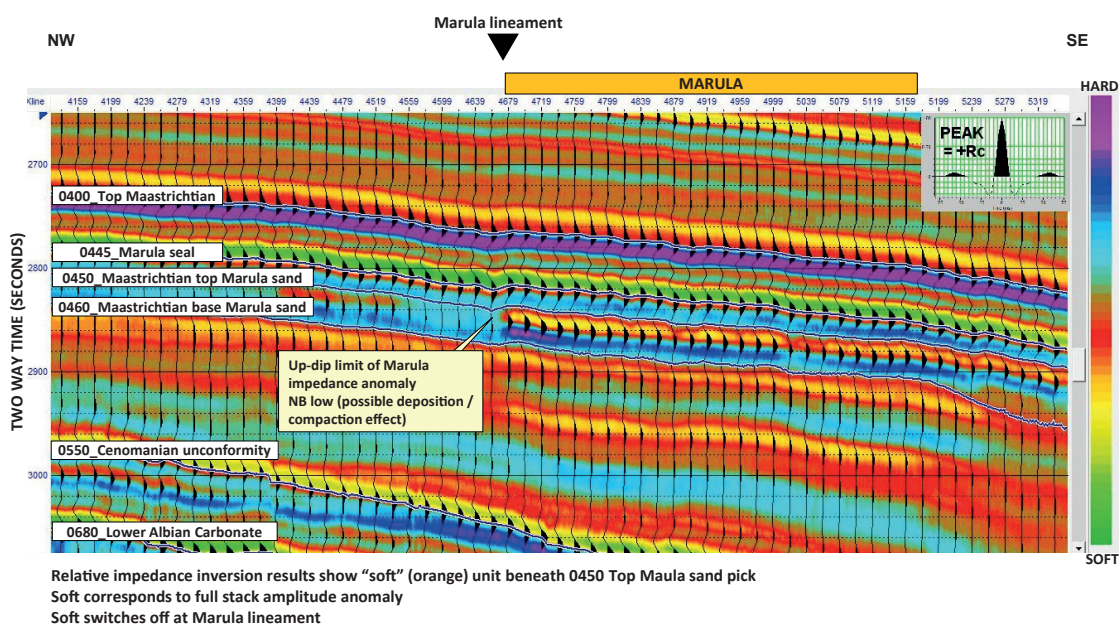 Marula lineament
NW
SE
MARULA
HARD
Xline 4159 4199 4239 4279 4319 4359 4399 4439 4479 4519 4559 4599 4639 4679 4719 4759 4799 4839 4879 4919 4959 4999 5039 5079 5119 5159 5199 5239 5279 5319
PEAK
= +Rc
2700
0400_Top Maastrichtian
0445_Marula seal
2800
0450_Maastrichtian top Marula sand
0460_Maastrichtian base Marula sand
TWO WAY TIME (SECONDS)
Up-dip limit of Marula
impedance anomaly
NB low (possible deposition /
compaction effect)
2900
0550_Cenomanian unconformity
3000
0680_Lower Albian Carbonate
SOFT
Relative impedance inversion results show “soft” (orange) unit beneath 0450 Top Maula sand pick
Soft corresponds to full stack amplitude anomaly
Soft switches off at Marula lineament